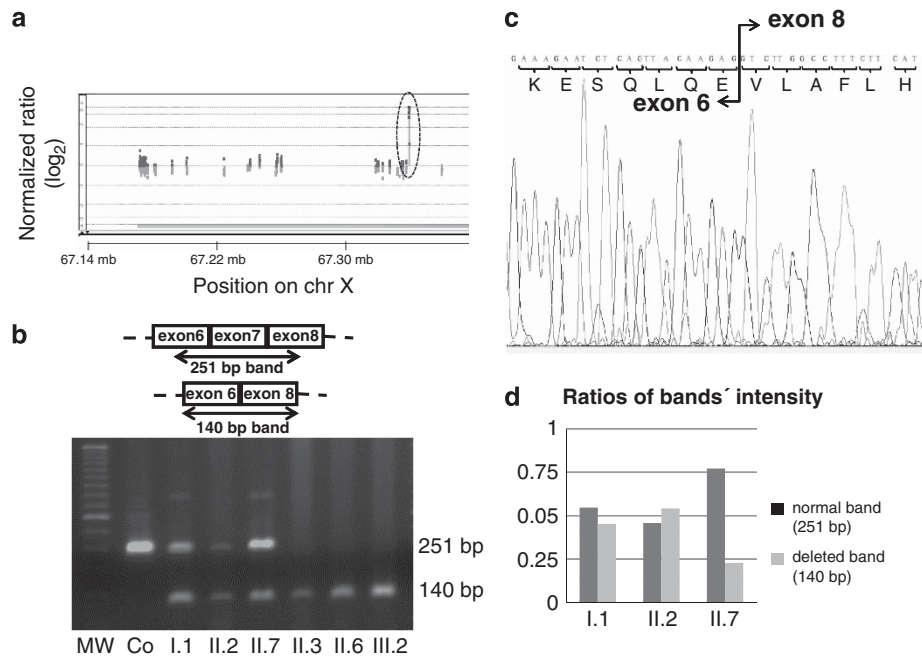 a
Normalized ratio
(log2)
67.14 mb 67.22 mb 67.30 mb
Position on chr X
b
exon6 exon7 exon8
251 bp band
exon 6 exon 8
140 bp band
251 bp
140 bp
MW Co I.1 II.2 II.7 II.3 II.6 III.2
c
exon 8
G A A A G A A T C T C A G T T A C A A G A G G T C T T G G C C T T T C T T C A T
K E S Q L Q E V L A F L H
exon 6
d Ratios of bands´ intensity
1
0.75
0.05
0.25
0
I.1 II.2 II.7
normal band
(251 bp)
deleted band
(140 bp)